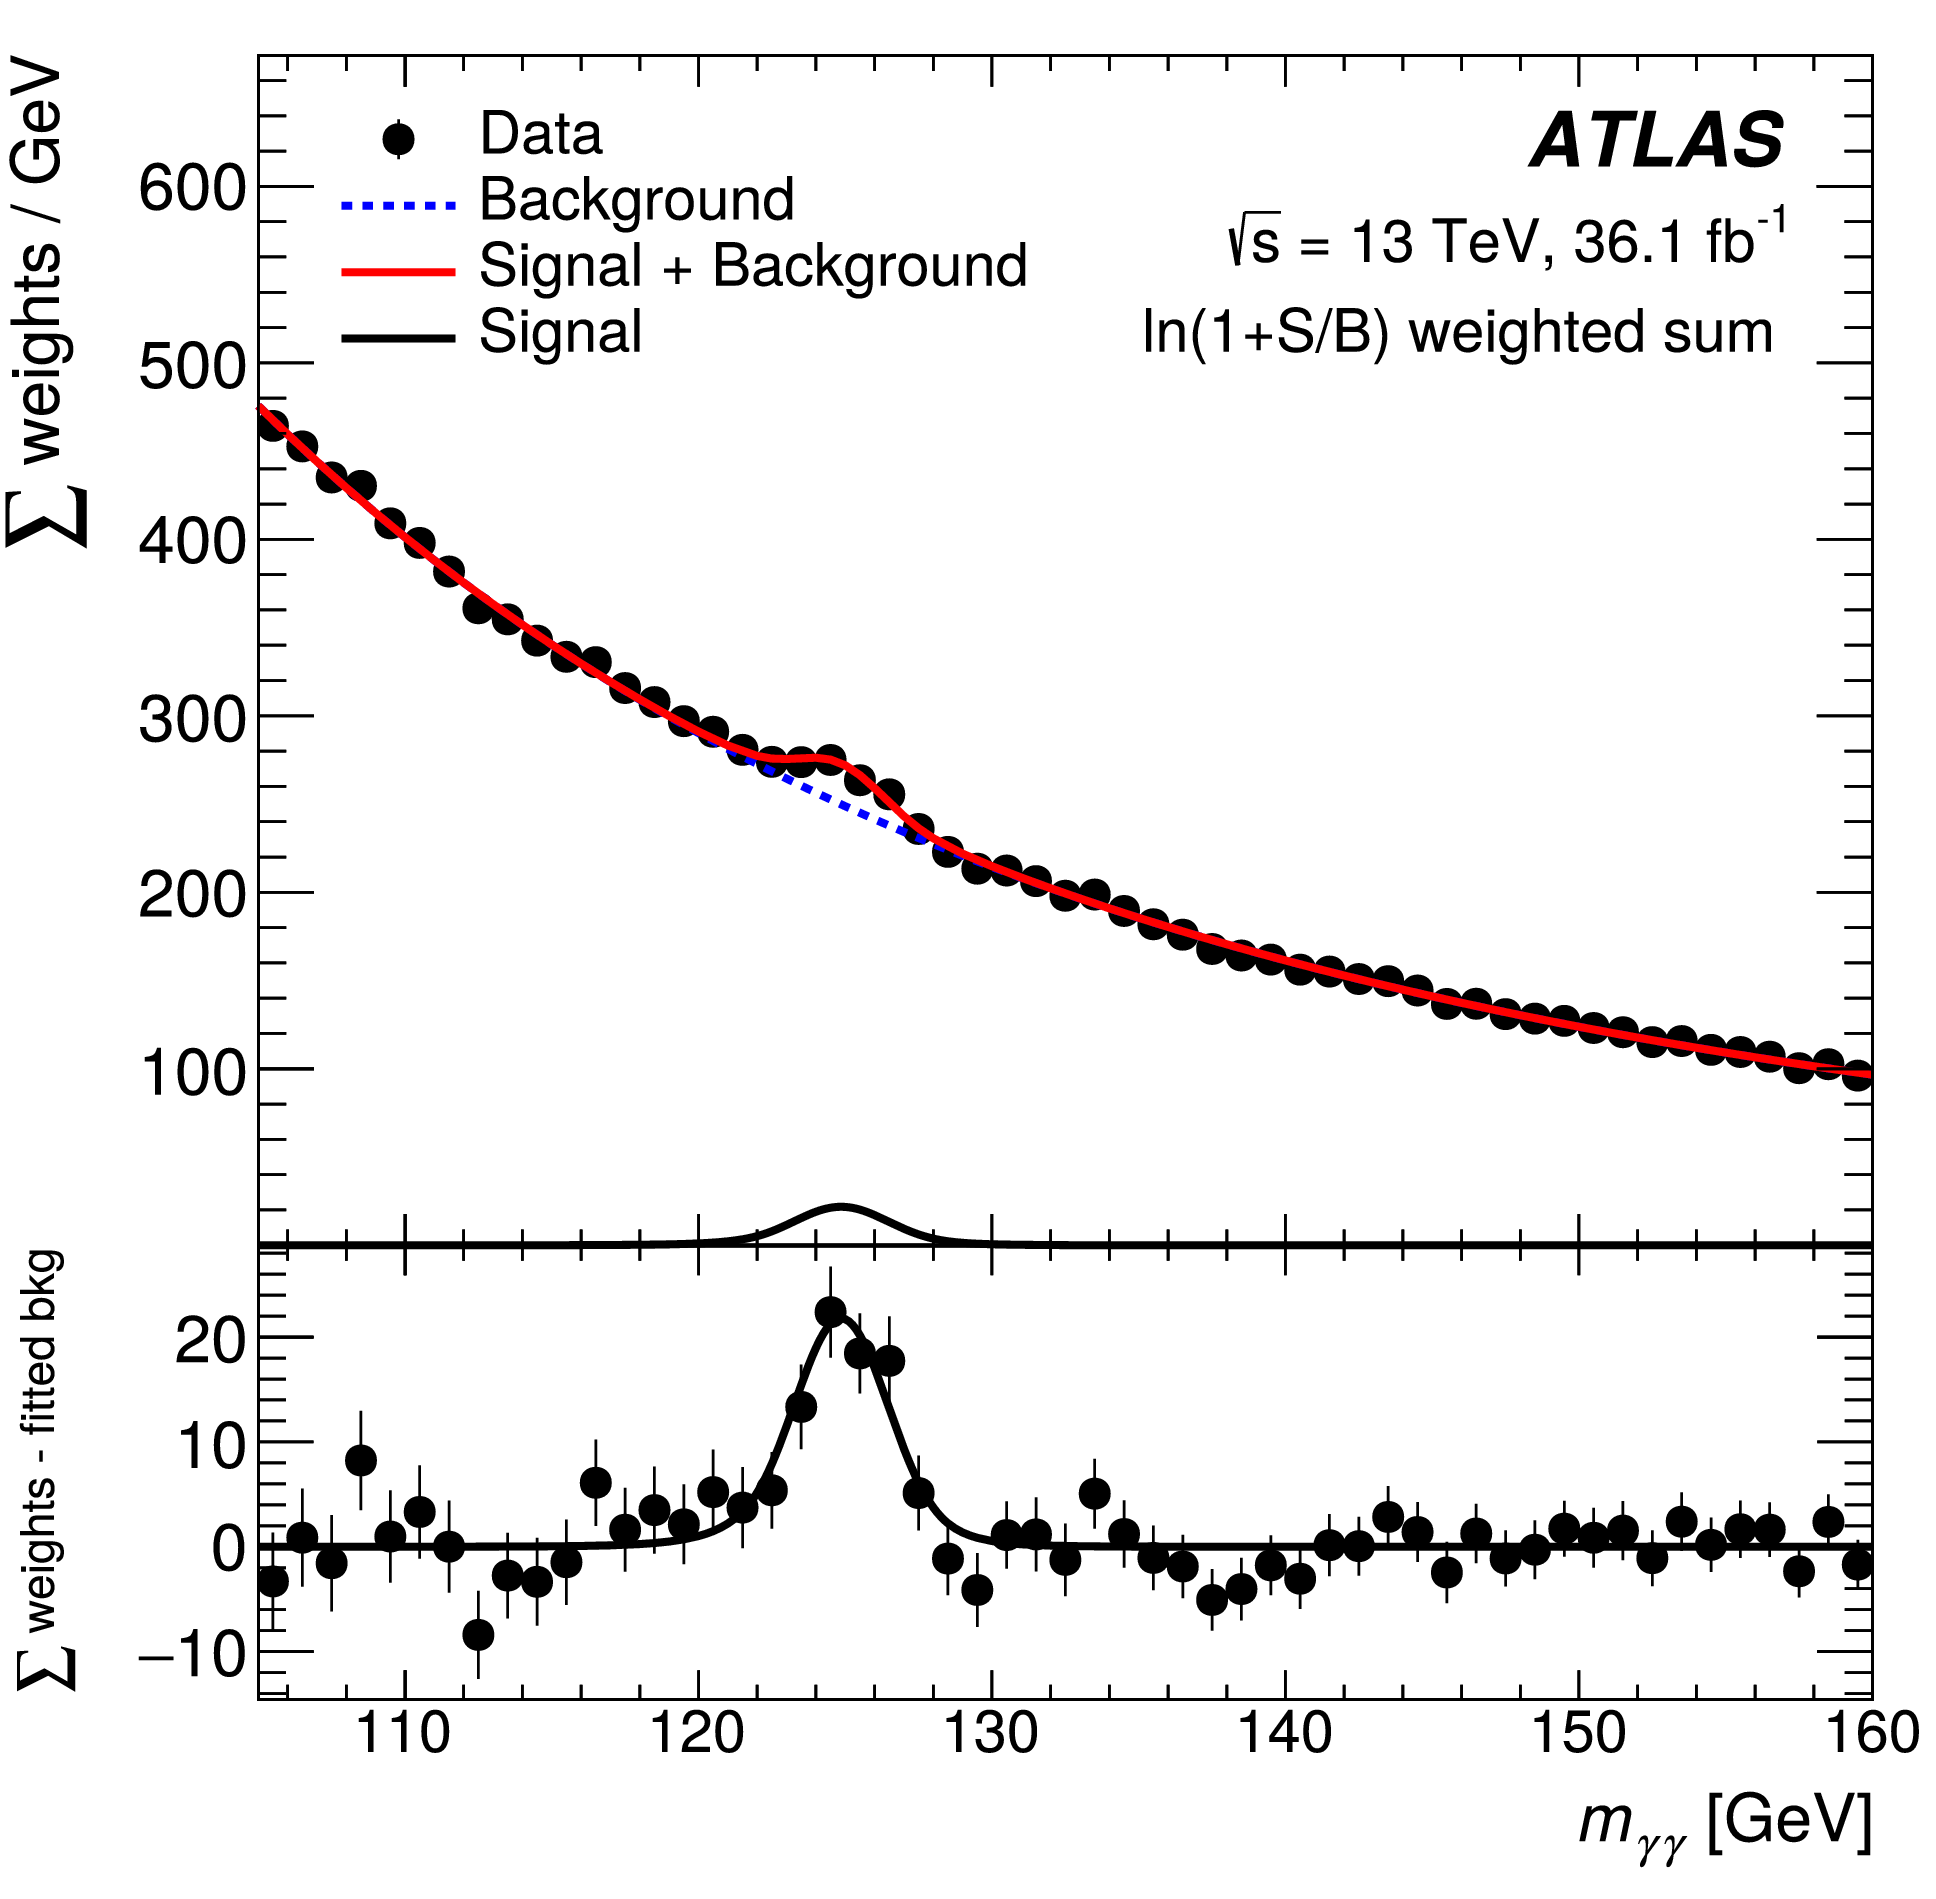 Σ weights / GeV
600
500
400
300
200
100
Data
Background
Signal + Background
Signal
ATLAS
√s = 13 TeV, 36.1 fb⁻¹
ln(1+S/B) weighted sum
Σ weights - fitted bkg
20
10
0
−10
110 120 130 140 150 160
mγγ [GeV]